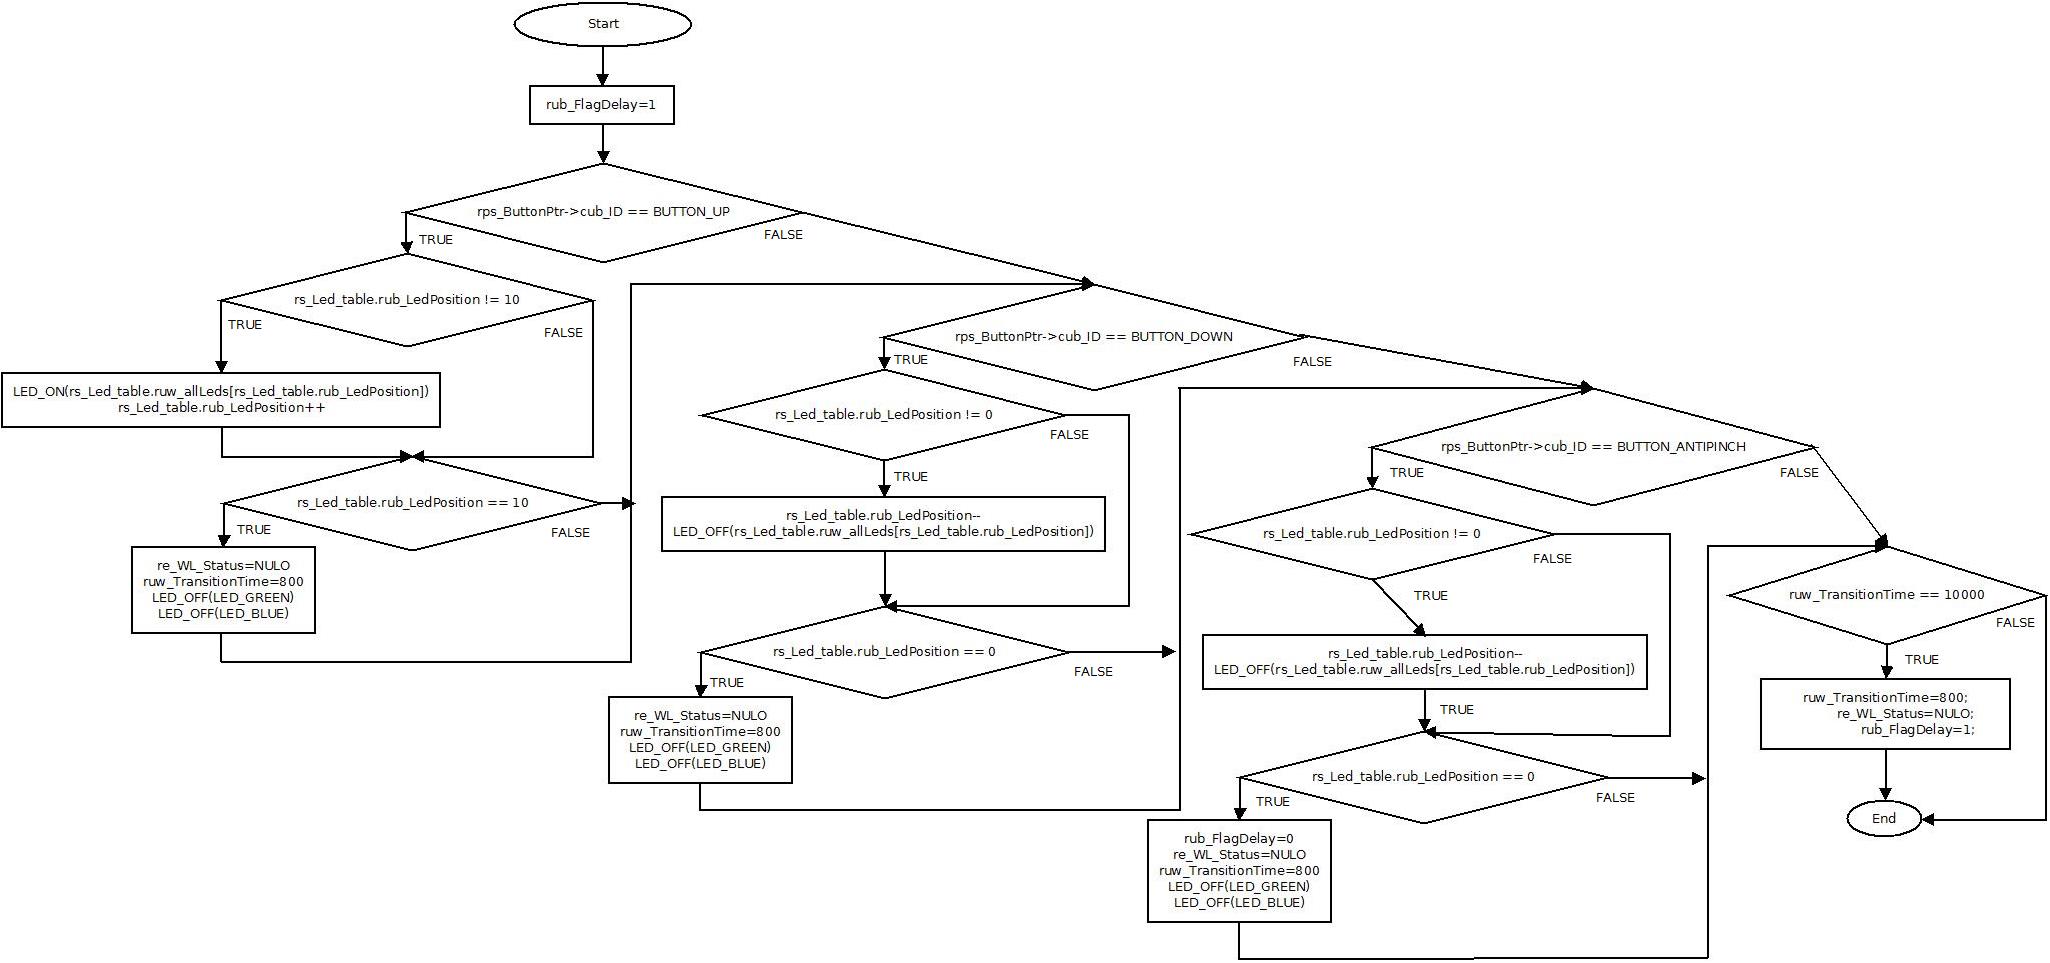 Start
rub_FlagDelay=1
rps_ButtonPtr->cub_ID == BUTTON_UP
TRUE
FALSE
rs_Led_table.rub_LedPosition != 10
TRUE
FALSE
LED_ON(rs_Led_table.ruw_allLeds[rs_Led_table.rub_LedPosition])
rs_Led_table.rub_LedPosition++
rs_Led_table.rub_LedPosition == 10
TRUE
FALSE
re_WL_Status=NULO
ruw_TransitionTime=800
LED_OFF(LED_GREEN)
LED_OFF(LED_BLUE)
rps_ButtonPtr->cub_ID == BUTTON_DOWN
TRUE
FALSE
rs_Led_table.rub_LedPosition != 0
FALSE
TRUE
rs_Led_table.rub_LedPosition--
LED_OFF(rs_Led_table.ruw_allLeds[rs_Led_table.rub_LedPosition])
rs_Led_table.rub_LedPosition == 0
FALSE
TRUE
re_WL_Status=NULO
ruw_TransitionTime=800
LED_OFF(LED_GREEN)
LED_OFF(LED_BLUE)
rps_ButtonPtr->cub_ID == BUTTON_ANTIPINCH
TRUE
FALSE
rs_Led_table.rub_LedPosition != 0
FALSE
TRUE
rs_Led_table.rub_LedPosition--
LED_OFF(rs_Led_table.ruw_allLeds[rs_Led_table.rub_LedPosition])
TRUE
rs_Led_table.rub_LedPosition == 0
FALSE
TRUE
rub_FlagDelay=0
re_WL_Status=NULO
ruw_TransitionTime=800
LED_OFF(LED_GREEN)
LED_OFF(LED_BLUE)
ruw_TransitionTime == 10000
FALSE
TRUE
ruw_TransitionTime=800;
re_WL_Status=NULO;
rub_FlagDelay=1;
End